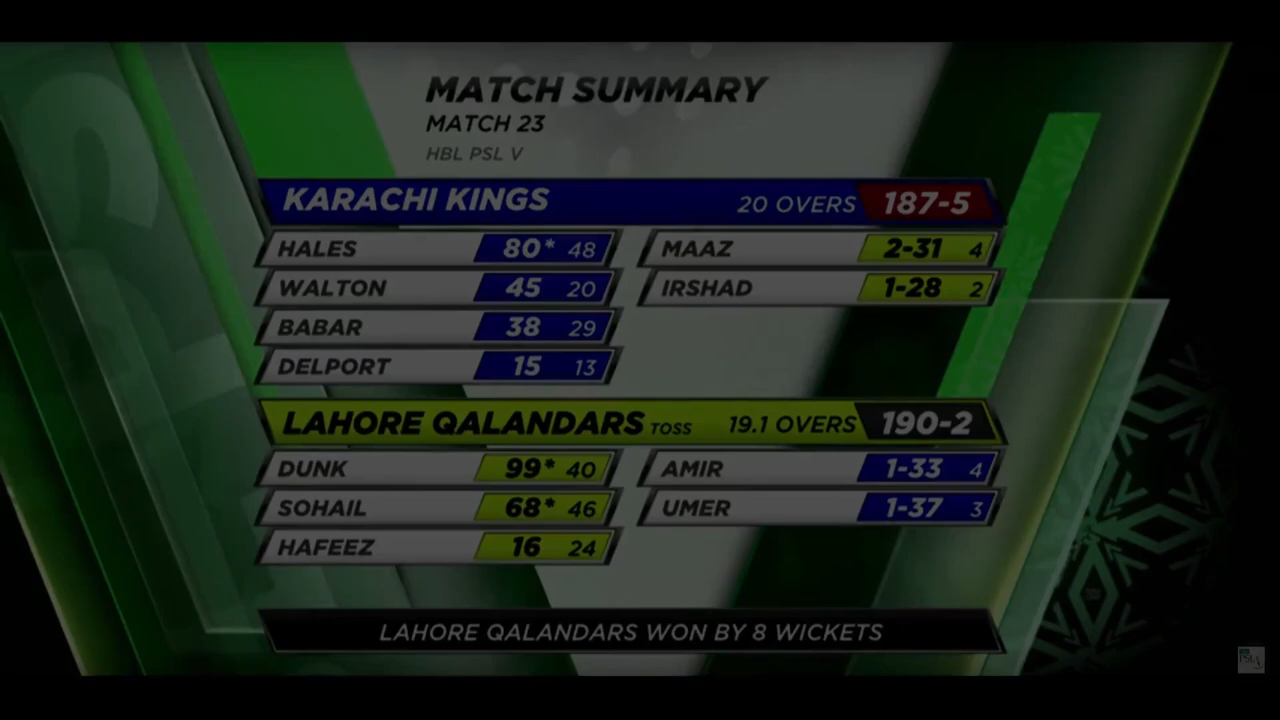 MATCH SUMMARY
MATCH 23
HBL PSL V
KARACHI KINGS 20 OVERS 187-5
HALES 80* 48 MAAZ 2-31 4
WALTON 45 20 IRSHAD 1-28 2
BABAR 38 29
DELPORT 15 13
LAHORE QALANDARS TOSS 19.1 OVERS 190-2
DUNK 99* 40 AMIR 1-33 4
SOHAIL 68* 46 UMER 1-37 3
HAFEEZ 16 24
LAHORE QALANDARS WON BY 8 WICKETS